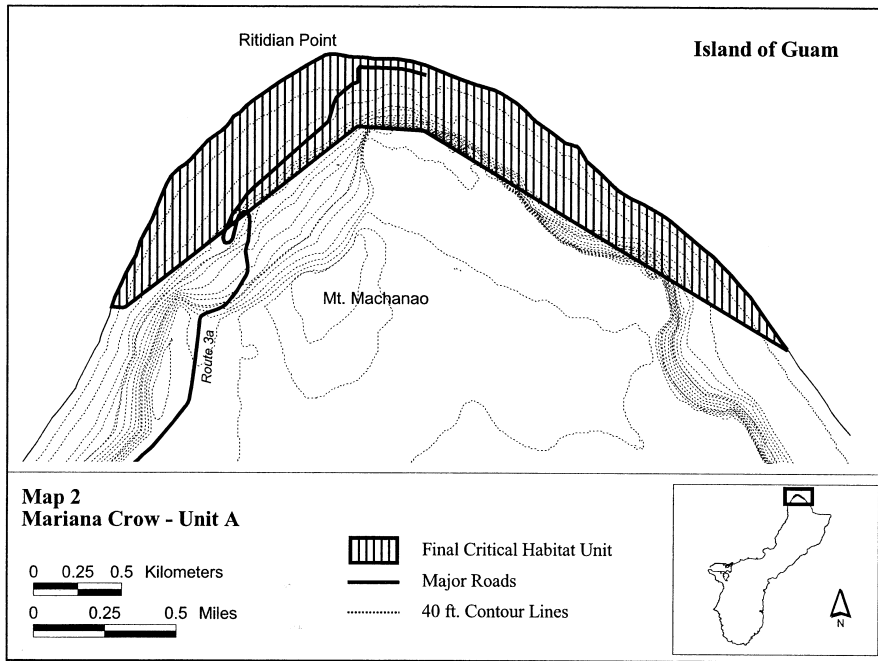 Ritidian Point
Island of Guam
Mt. Machanao
Route 3a
Map 2
Mariana Crow - Unit A
0 0.25 0.5 Kilometers
0 0.25 0.5 Miles
Final Critical Habitat Unit
Major Roads
40 ft. Contour Lines
N